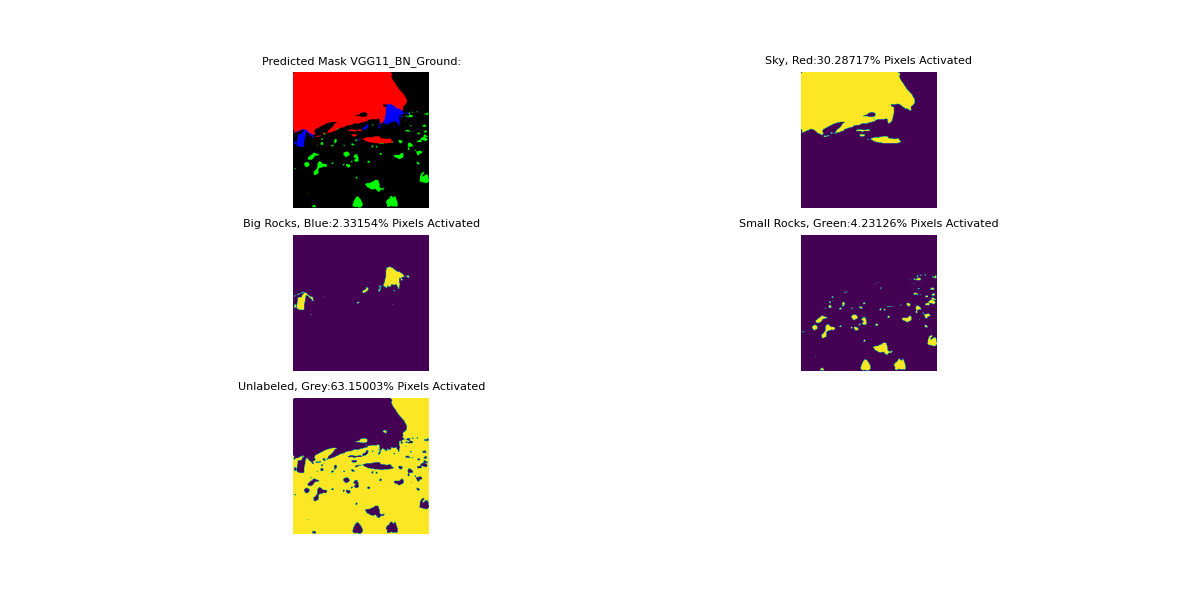 Predicted Mask VGG11_BN_Ground:
Sky, Red:30.28717% Pixels Activated
Big Rocks, Blue:2.33154% Pixels Activated
Small Rocks, Green:4.23126% Pixels Activated
Unlabeled, Grey:63.15003% Pixels Activated